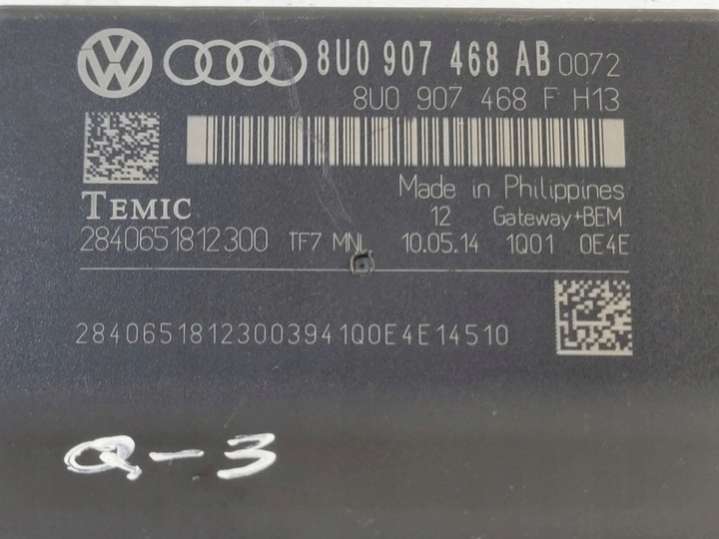 8U0 907 468 AB 0072
8U0 907 468 F H13
TEMIC
Made in Philippines
12 Gateway+BEM
2840651812300 TF7 MNL 10.05.14 1Q01 0E4E
28406518123003941Q0E4E14510
Q-3